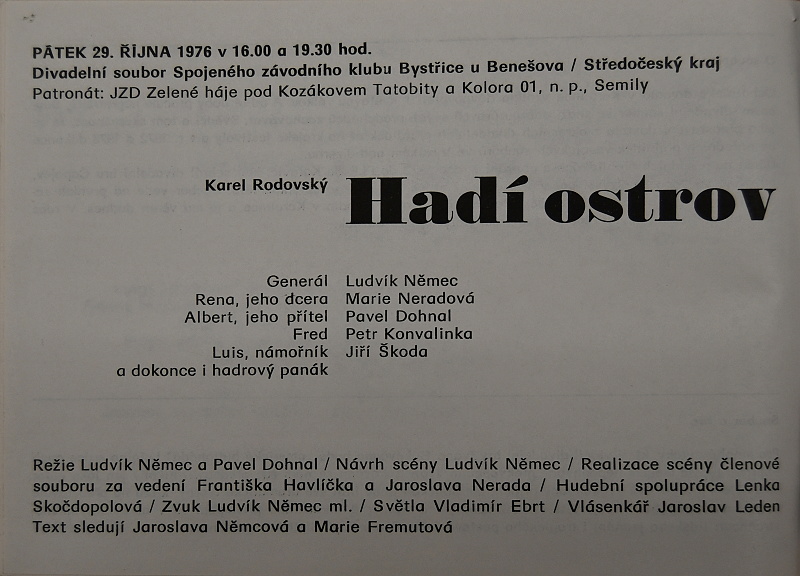 PÁTEK 29. ŘÍJNA 1976 v 16.00 a 19.30 hod.
Divadelní soubor Spojeného závodního klubu Bystřice u Benešova / Středočeský kraj
Patronát: JZD Zelené háje pod Kozákovem Tatobity a Kolora 01, n. p., Semily
Karel Rodovský Hadí ostrov
Generál Ludvík Němec
Rena, jeho dcera Marie Neradová
Albert, jeho přítel Pavel Dohnal
Fred Petr Konvalinka
Luis, námořník Jiří Škoda
a dokonce i hadrový panák
Režie Ludvík Němec a Pavel Dohnal / Návrh scény Ludvík Němec / Realizace scény členové
souboru za vedení Františka Havlíčka a Jaroslava Nerada / Hudební spolupráce Lenka
Skočdopolová / Zvuk Ludvík Němec ml. / Světla Vladimír Ebrt / Vlásenkář Jaroslav Leden
Text sledují Jaroslava Němcová a Marie Fremutová